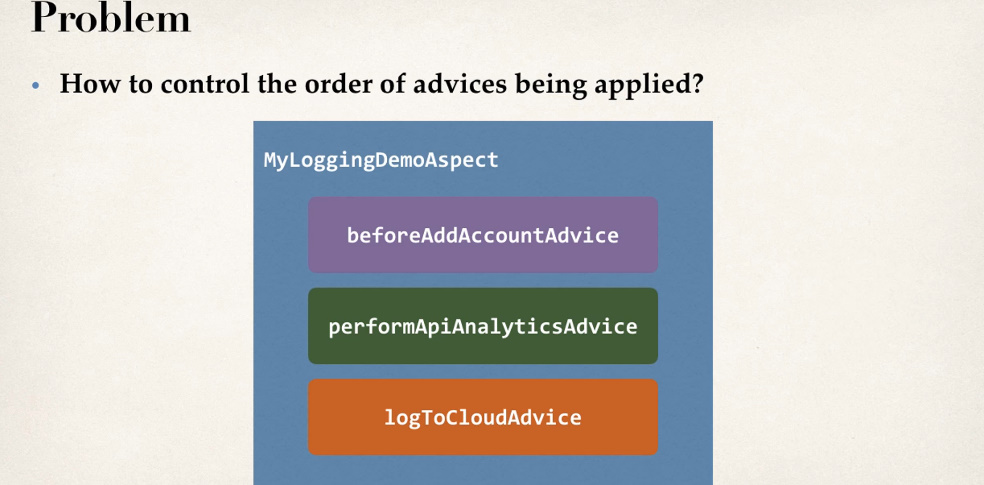 Problem
• How to control the order of advices being applied?
MyLoggingDemoAspect
beforeAddAccountAdvice
performApiAnalyticsAdvice
logToCloudAdvice